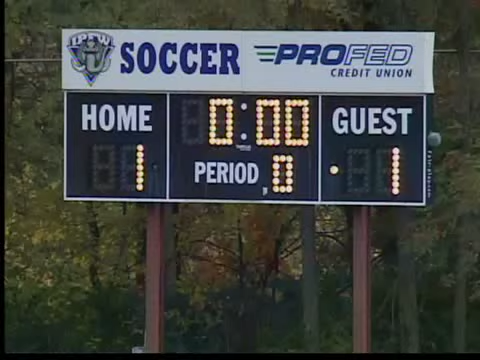 IPFW SOCCER PROFED
CREDIT UNION
HOME 0:00 GUEST
1 PERIOD 0 1